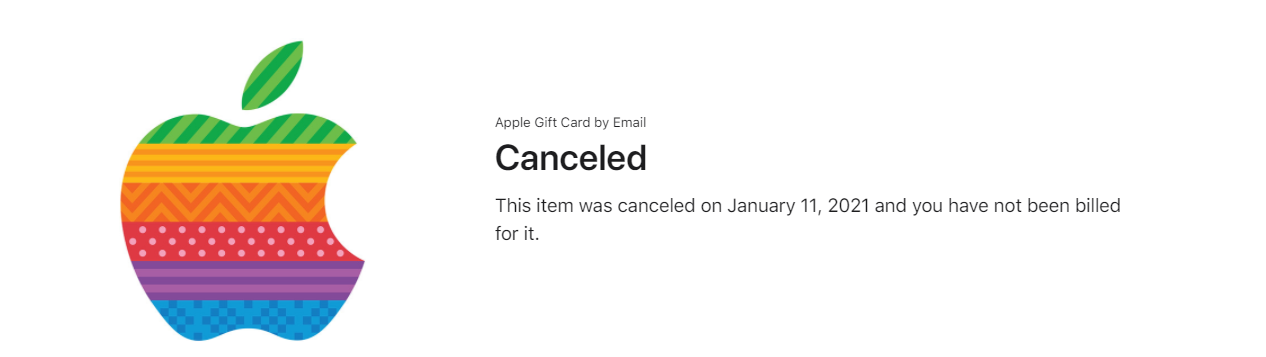 Apple Gift Card by Email
Canceled
This item was canceled on January 11, 2021 and you have not been billed
for it.